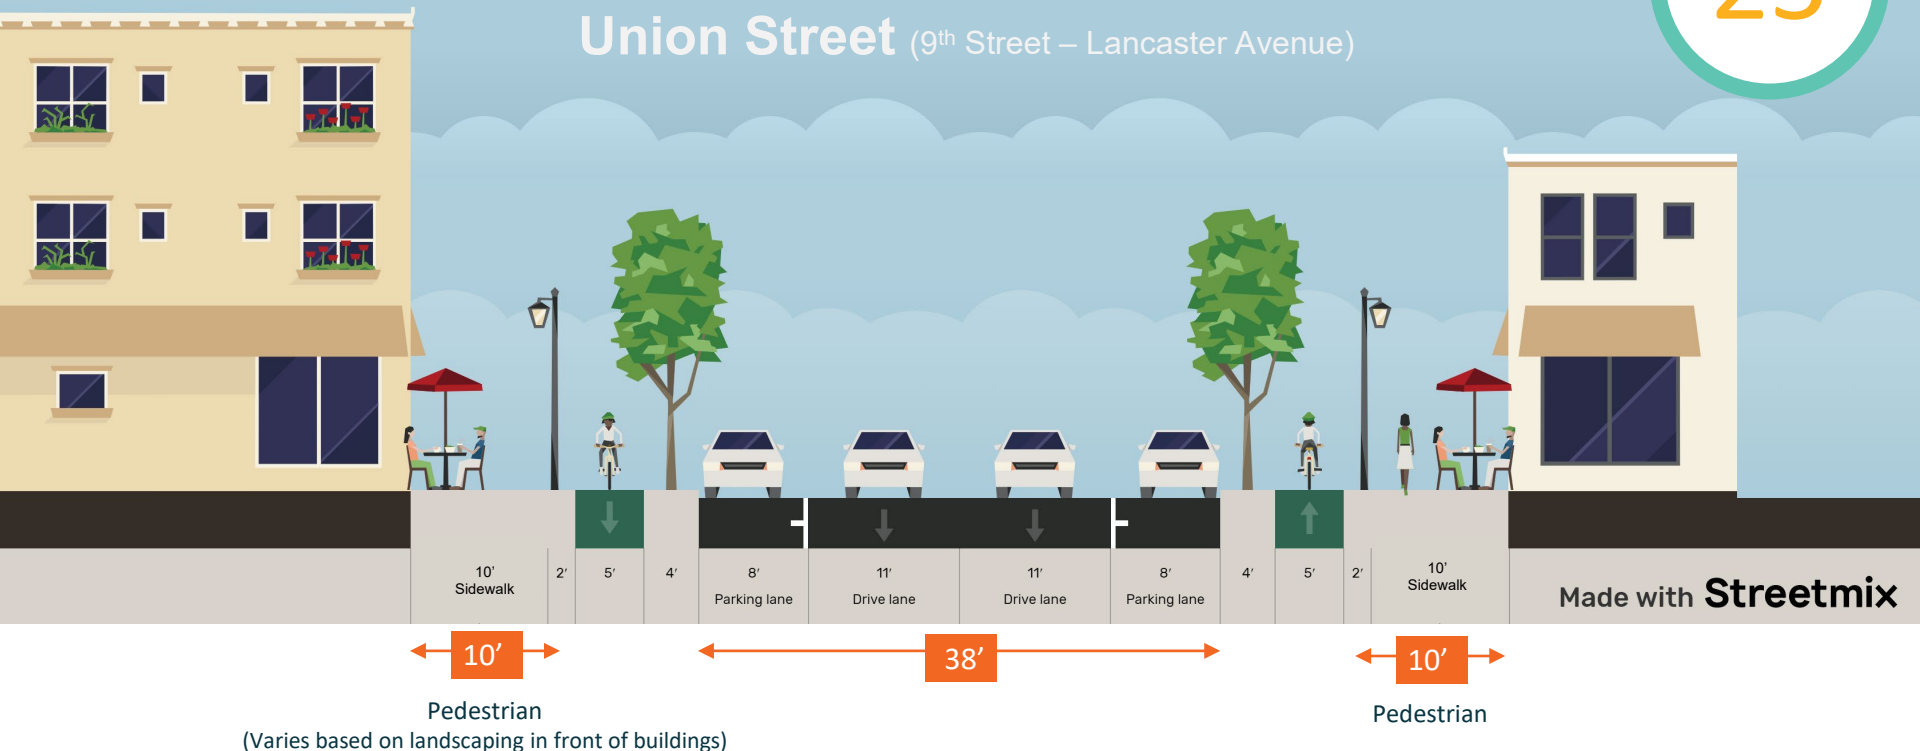 Union Street (9th Street – Lancaster Avenue)
10' Sidewalk
2'
5'
4'
8' Parking lane
11' Drive lane
11' Drive lane
8' Parking lane
4'
5'
2'
10' Sidewalk
Made with Streetmix
10'
38'
10'
Pedestrian
(Varies based on landscaping in front of buildings)
Pedestrian